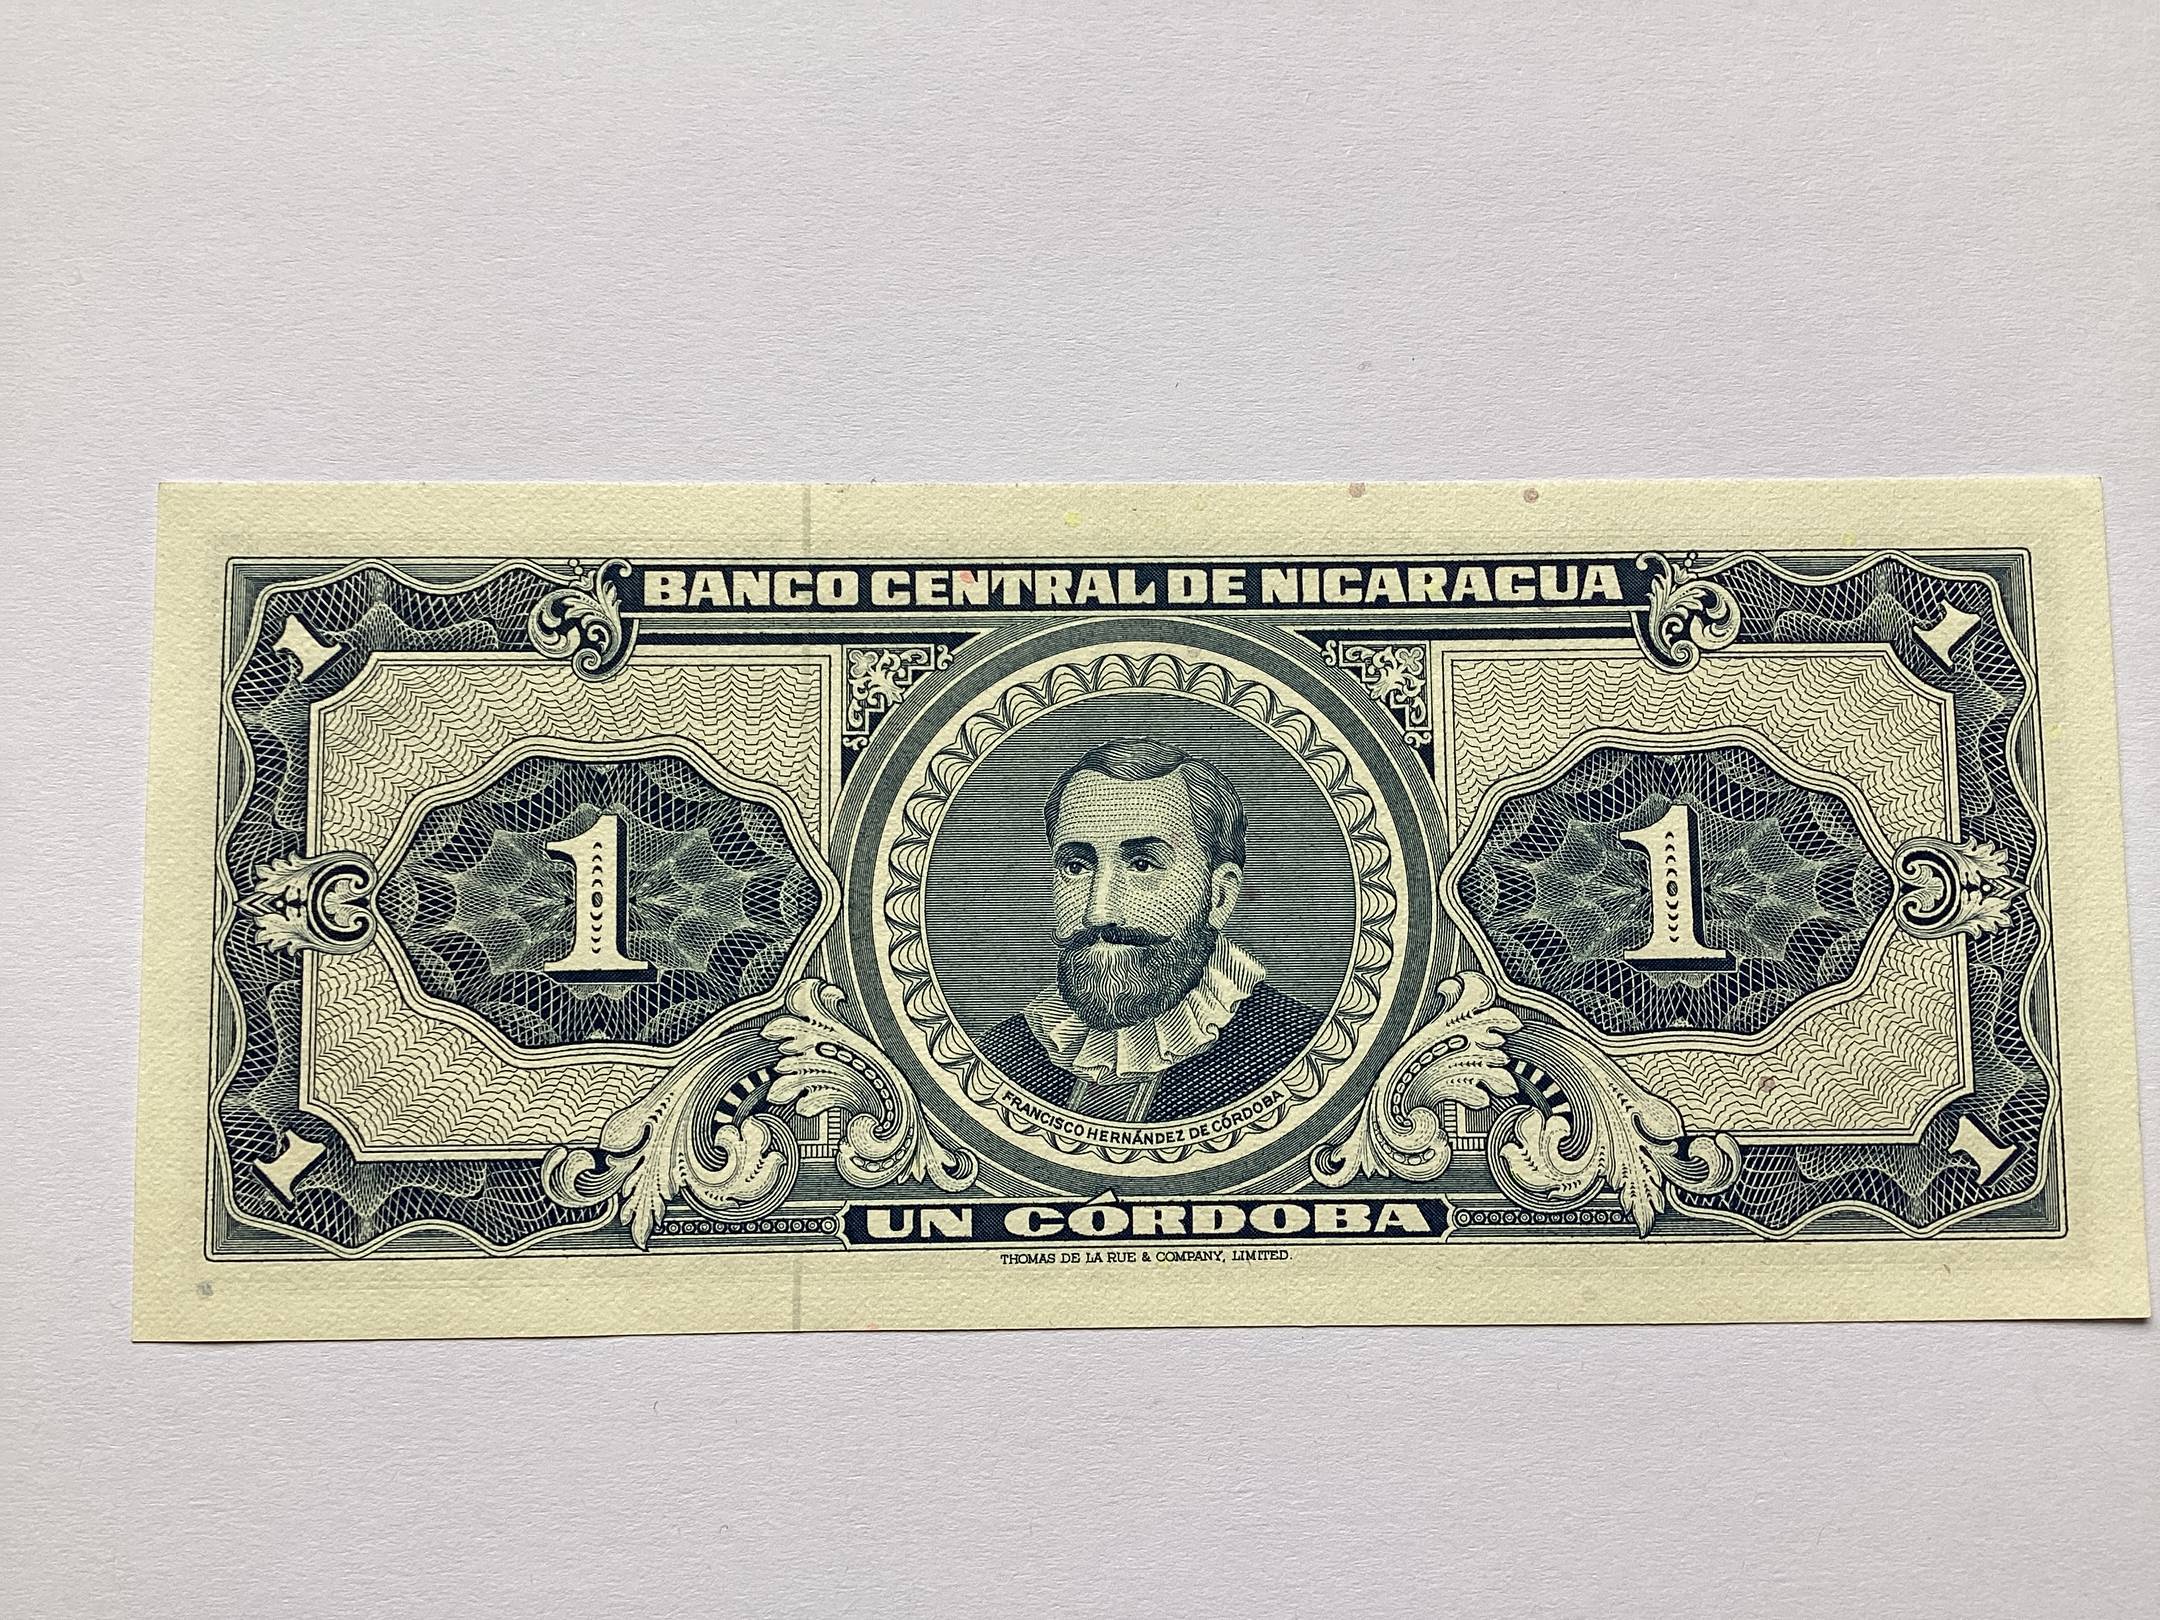 BANCO CENTRAL DE NICARAGUA
1 1
1 1
FRANCISCO HERNÁNDEZ DE CÓRDOBA
1 1
UN CÓRDOBA
THOMAS DE LA RUE & COMPANY, LIMITED.